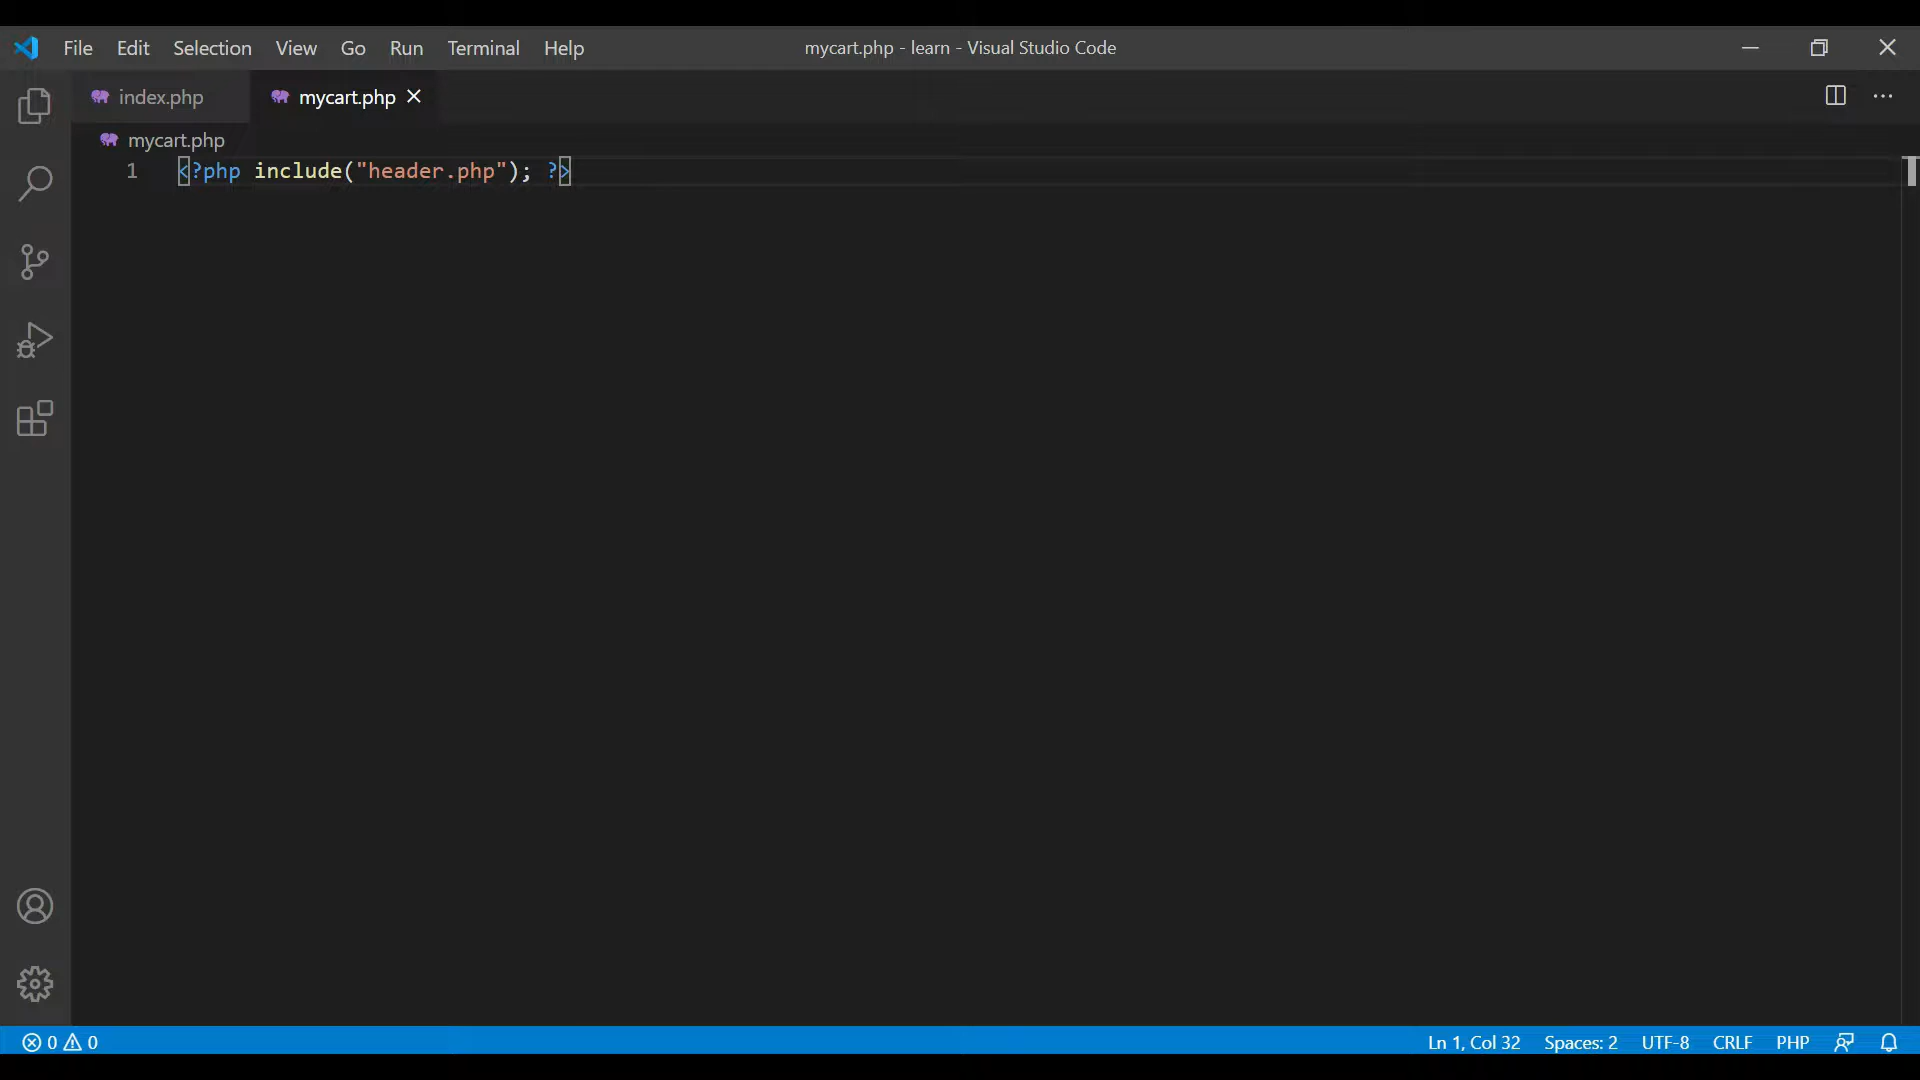 File Edit Selection View Go Run Terminal Help mycart.php - learn - Visual Studio Code
index.php mycart.php
mycart.php
1 <?php include("header.php"); ?>
0 0 Ln 1, Col 32 Spaces: 2 UTF-8 CRLF PHP